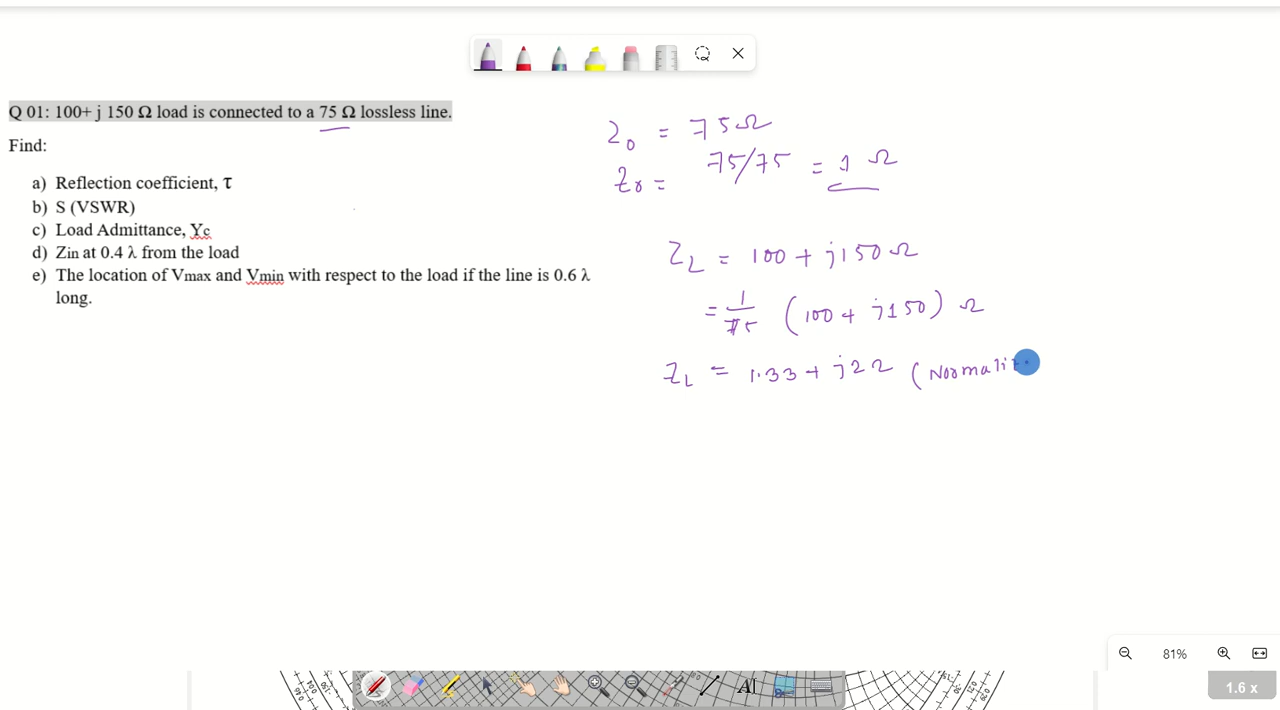 Q 01: 100+ j 150 Ω load is connected to a 75 Ω lossless line.
Find:
a) Reflection coefficient, τ
b) S (VSWR)
c) Load Admittance, Yc
d) Zin at 0.4 λ from the load
e) The location of Vmax and Vmin with respect to the load if the line is 0.6 λ
long.
Z0 = 75Ω
Z0 = 75/75 = 1 Ω
ZL = 100 + j150 Ω
= 1/75 (100 + j150) Ω
ZL = 1.33 + j22 (Normali
A
81%
1.6 x